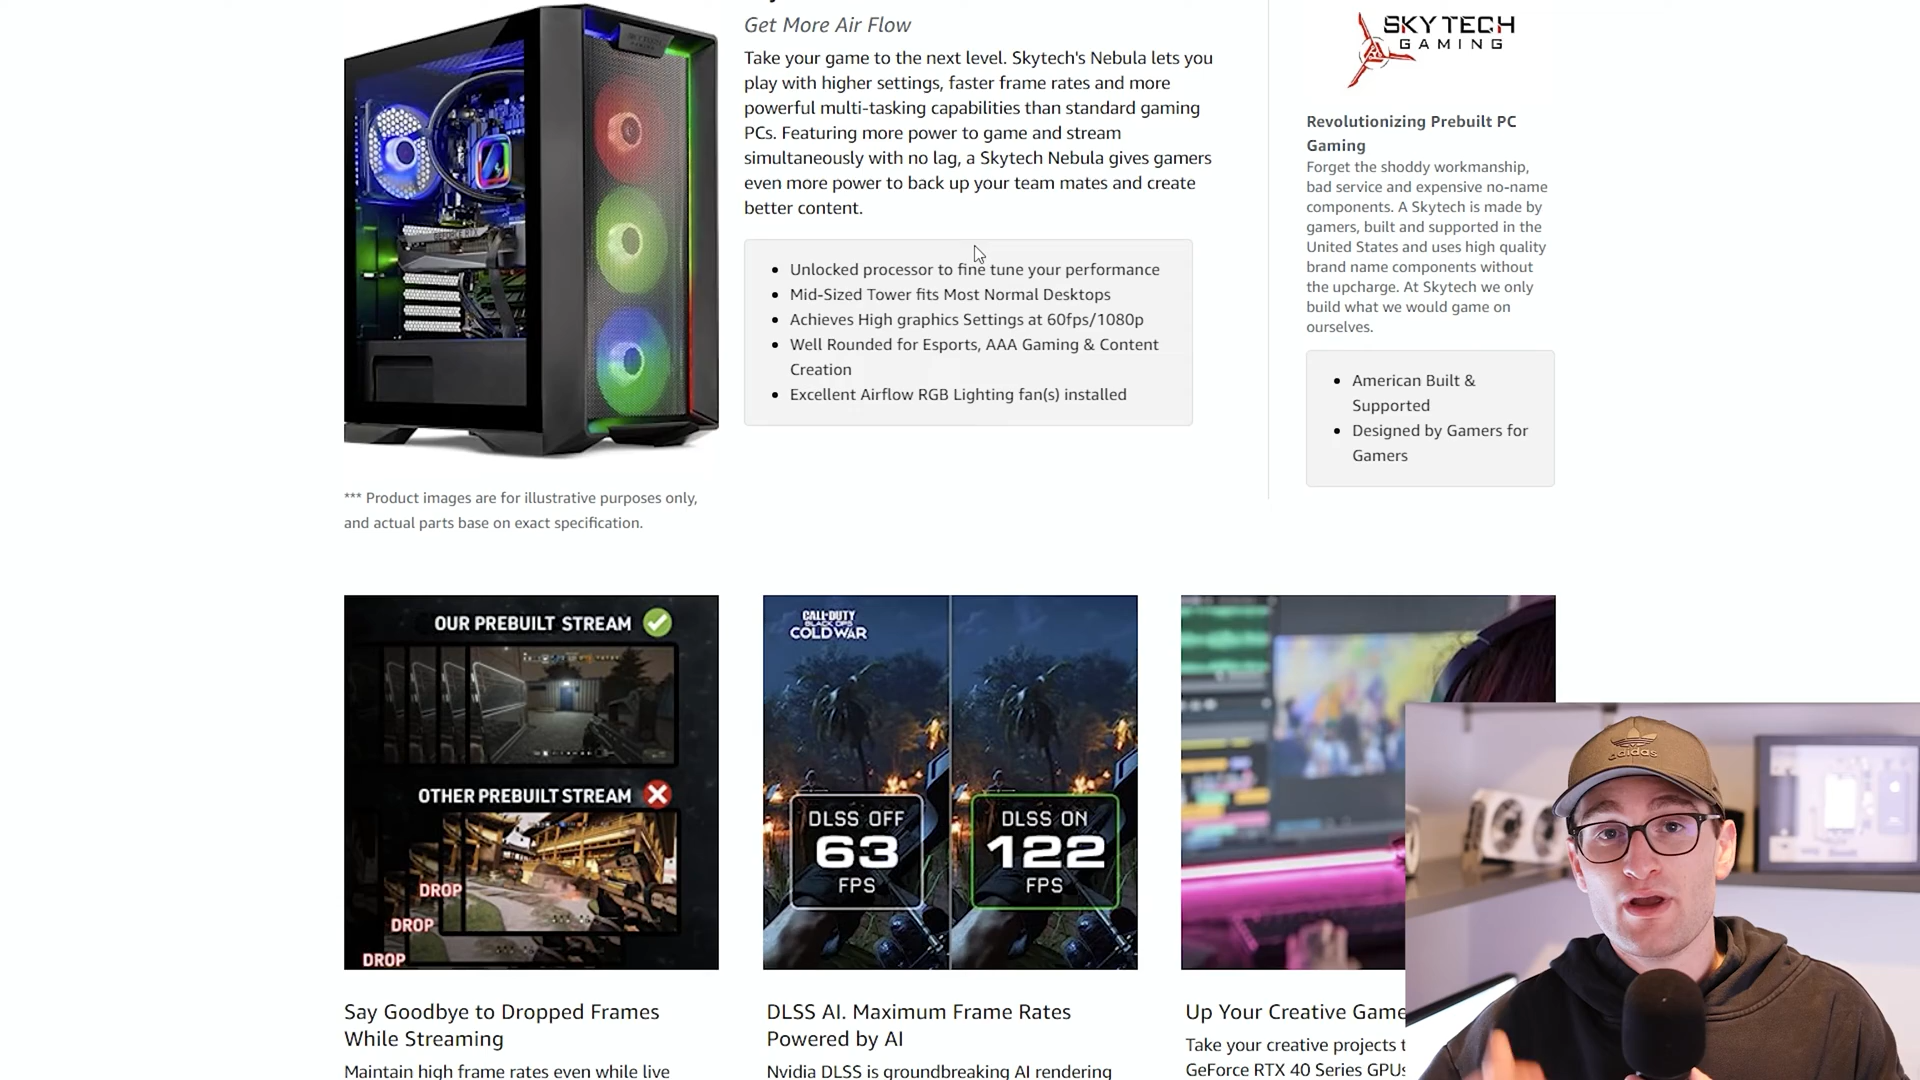 Get More Air Flow
Take your game to the next level. Skytech's Nebula lets you
play with higher settings, faster frame rates and more
powerful multi-tasking capabilities than standard gaming
PCs. Featuring more power to game and stream
simultaneously with no lag, a Skytech Nebula gives gamers
even more power to back up your team mates and create
better content.
• Unlocked processor to fine tune your performance
• Mid-Sized Tower fits Most Normal Desktops
• Achieves High graphics Settings at 60fps/1080p
• Well Rounded for Esports, AAA Gaming & Content
Creation
• Excellent Airflow RGB Lighting fan(s) installed
SKYTECH
GAMING
Revolutionizing Prebuilt PC
Gaming
Forget the shoddy workmanship,
bad service and expensive no-name
components. A Skytech is made by
gamers, built and supported in the
United States and uses high quality
brand name components without
the upcharge. At Skytech we only
build what we would game on
ourselves.
• American Built &
Supported
• Designed by Gamers for
Gamers
*** Product images are for illustrative purposes only,
and actual parts base on exact specification.
OUR PREBUILT STREAM
OTHER PREBUILT STREAM
DROP
DROP
DROP
CALL OF DUTY
BLACK OPS
COLD WAR
DLSS OFF
63
FPS
DLSS ON
122
FPS
adidas
Say Goodbye to Dropped Frames
While Streaming
Maintain high frame rates even while live
DLSS AI. Maximum Frame Rates
Powered by AI
Nvidia DLSS is groundbreaking AI rendering
Up Your Creative Game
Take your creative projects t
GeForce RTX 40 Series GPUs